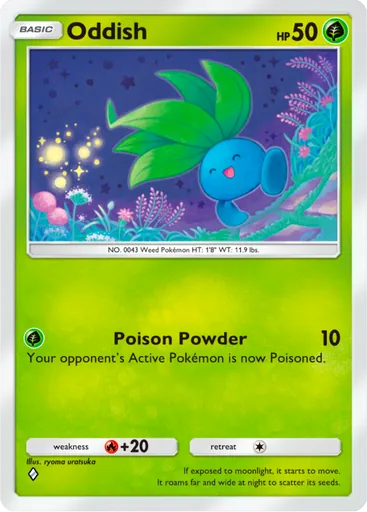 BASIC Oddish HP 50
NO. 0043 Weed Pokémon HT: 1'8" WT: 11.9 lbs.
Poison Powder 10
Your opponent's Active Pokémon is now Poisoned.
weakness +20 retreat
Illus. ryoma uratsuka
If exposed to moonlight, it starts to move.
It roams far and wide at night to scatter its seeds.